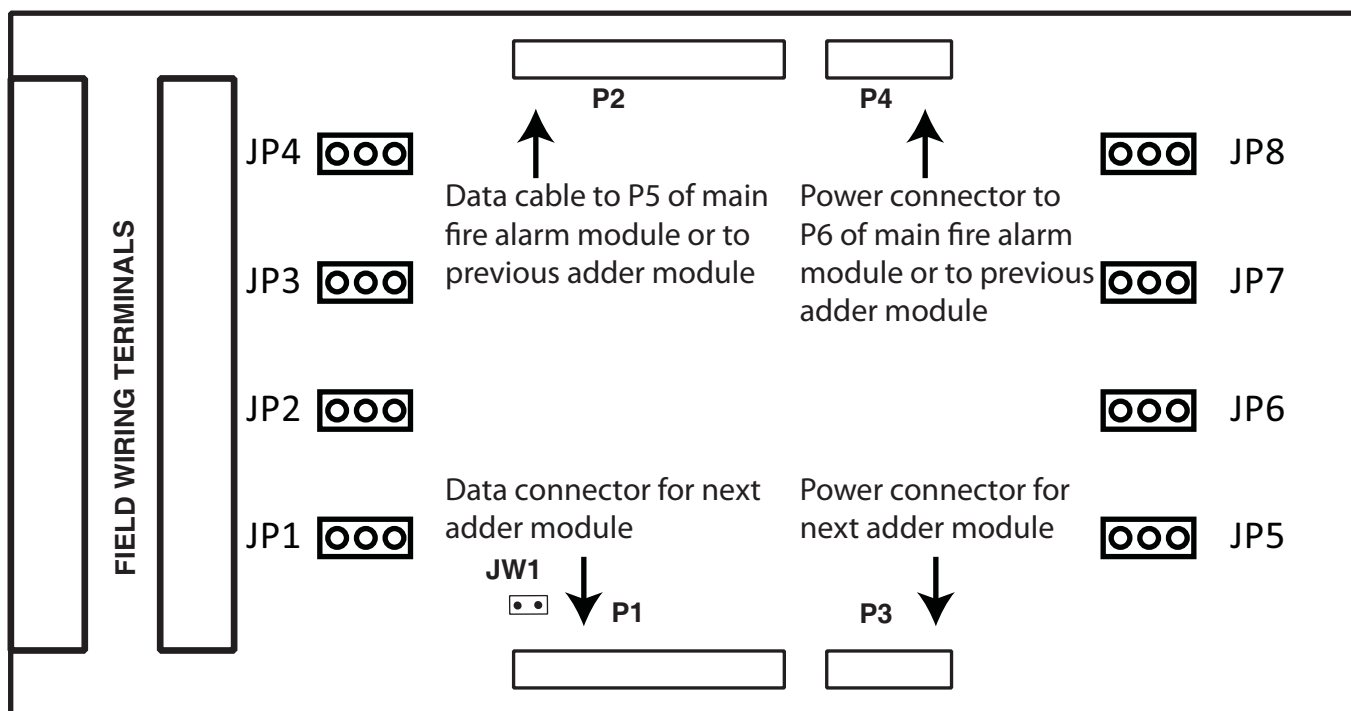 P2
P4
JP4
JP8
Data cable to P5 of main
fire alarm module or to
previous adder module
Power connector to
P6 of main fire alarm
module or to previous
adder module
FIELD WIRING TERMINALS
JP3
JP7
JP2
JP6
Data connector for next
adder module
Power connector for
next adder module
JP1
JP5
JW1
P1
P3